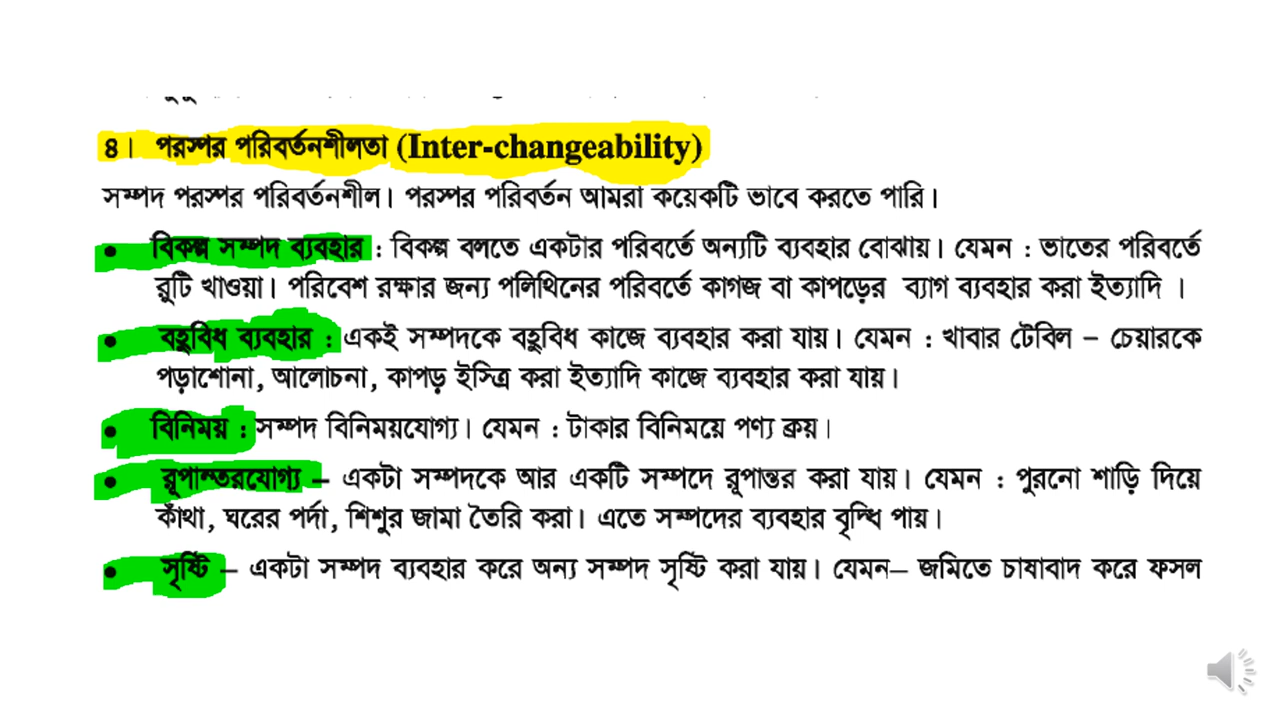 ৪। পরস্পর পরিবর্তনশীলতা (Inter-changeability)
সম্পদ পরস্পর পরিবর্তনশীল। পরস্পর পরিবর্তন আমরা কয়েকটি ভাবে করতে পারি।
• বিকল্প সম্পদ ব্যবহার : বিকল্প বলতে একটার পরিবর্তে অন্যটি ব্যবহার বোঝায়। যেমন : ভাতের পরিবর্তে
রুটি খাওয়া। পরিবেশ রক্ষার জন্য পলিথিনের পরিবর্তে কাগজ বা কাপড়ের ব্যাগ ব্যবহার করা ইত্যাদি ।
• বহুবিধ ব্যবহার : একই সম্পদকে বহুবিধ কাজে ব্যবহার করা যায়। যেমন : খাবার টেবিল – চেয়ারকে
পড়াশোনা, আলোচনা, কাপড় ইস্ত্রি করা ইত্যাদি কাজে ব্যবহার করা যায়।
• বিনিময় : সম্পদ বিনিময়যোগ্য। যেমন : টাকার বিনিময়ে পণ্য ক্রয়।
• রূপান্তরযোগ্য – একটা সম্পদকে আর একটি সম্পদে রূপান্তর করা যায়। যেমন : পুরনো শাড়ি দিয়ে
কাঁথা, ঘরের পর্দা, শিশুর জামা তৈরি করা। এতে সম্পদের ব্যবহার বৃদ্ধি পায়।
• সৃষ্টি – একটা সম্পদ ব্যবহার করে অন্য সম্পদ সৃষ্টি করা যায়। যেমন– জমিতে চাষাবাদ করে ফসল